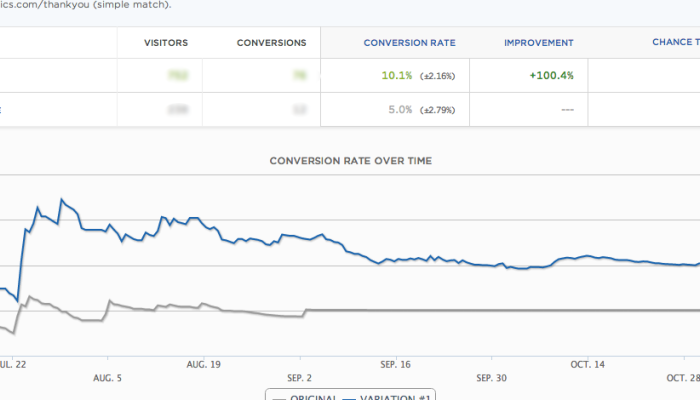 ics.com/thankyou (simple match).
VISITORS CONVERSIONS CONVERSION RATE IMPROVEMENT CHANCE T
10.1% (±2.16%) +100.4%
5.0% (±2.79%) ---
CONVERSION RATE OVER TIME
UL. 22 AUG. 19 SEP. 16 OCT. 14
AUG. 5 SEP. 2 SEP. 30 OCT. 28
ORIGINAL VARIATION #1